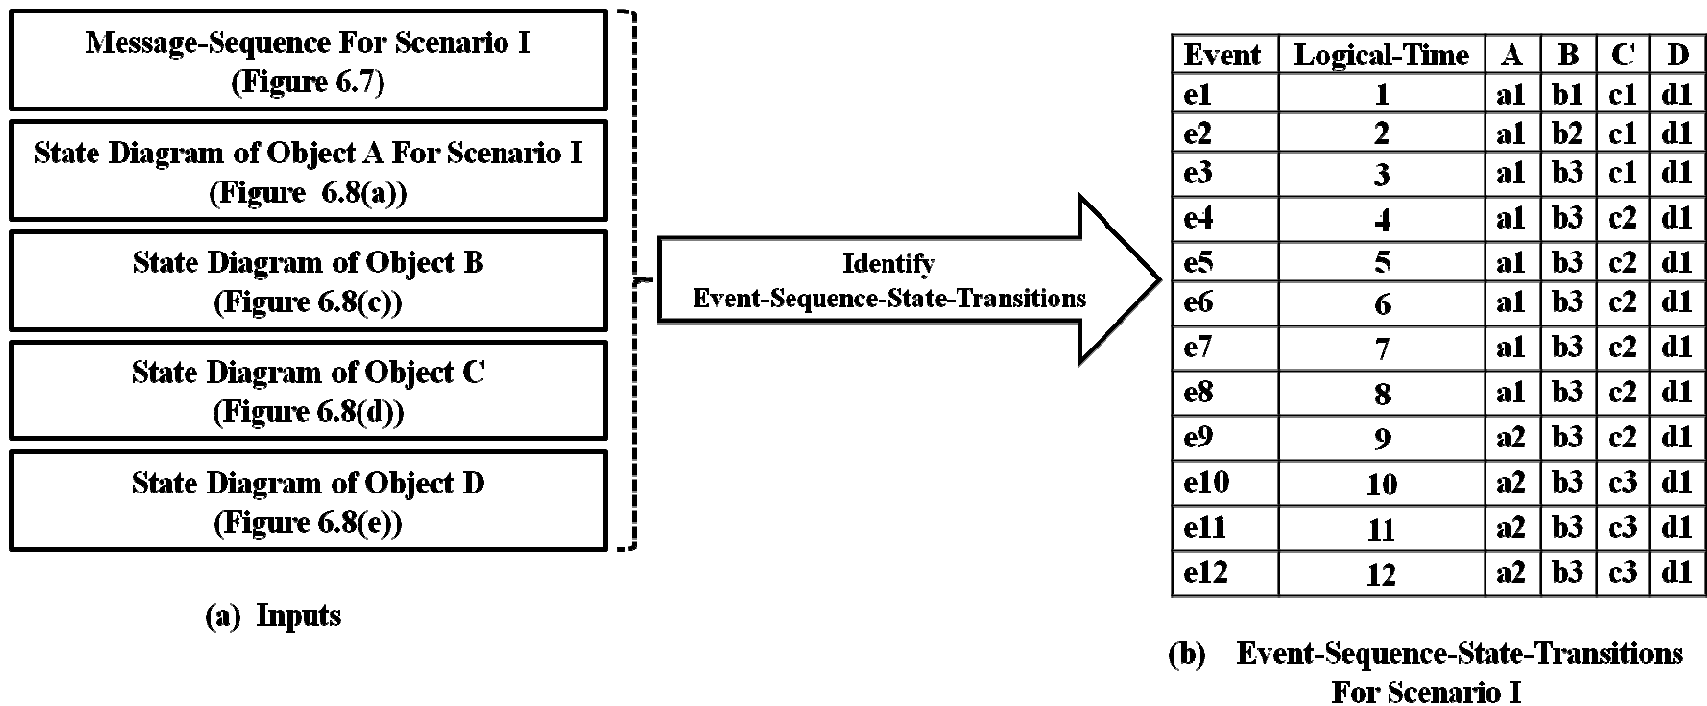 Message-Sequence For Scenario I
(Figure 6.7)
State Diagram of Object A For Scenario I
(Figure 6.8(a))
State Diagram of Object B
(Figure 6.8(c))
State Diagram of Object C
(Figure 6.8(d))
State Diagram of Object D
(Figure 6.8(e))
(a) Inputs
Identify
Event-Sequence-State-Transitions
Event Logical-Time A B C D
e1 1 a1 b1 c1 d1
e2 2 a1 b2 c1 d1
e3 3 a1 b3 c1 d1
e4 4 a1 b3 c2 d1
e5 5 a1 b3 c2 d1
e6 6 a1 b3 c2 d1
e7 7 a1 b3 c2 d1
e8 8 a1 b3 c2 d1
e9 9 a2 b3 c2 d1
e10 10 a2 b3 c3 d1
e11 11 a2 b3 c3 d1
e12 12 a2 b3 c3 d1
(b) Event-Sequence-State-Transitions
For Scenario I